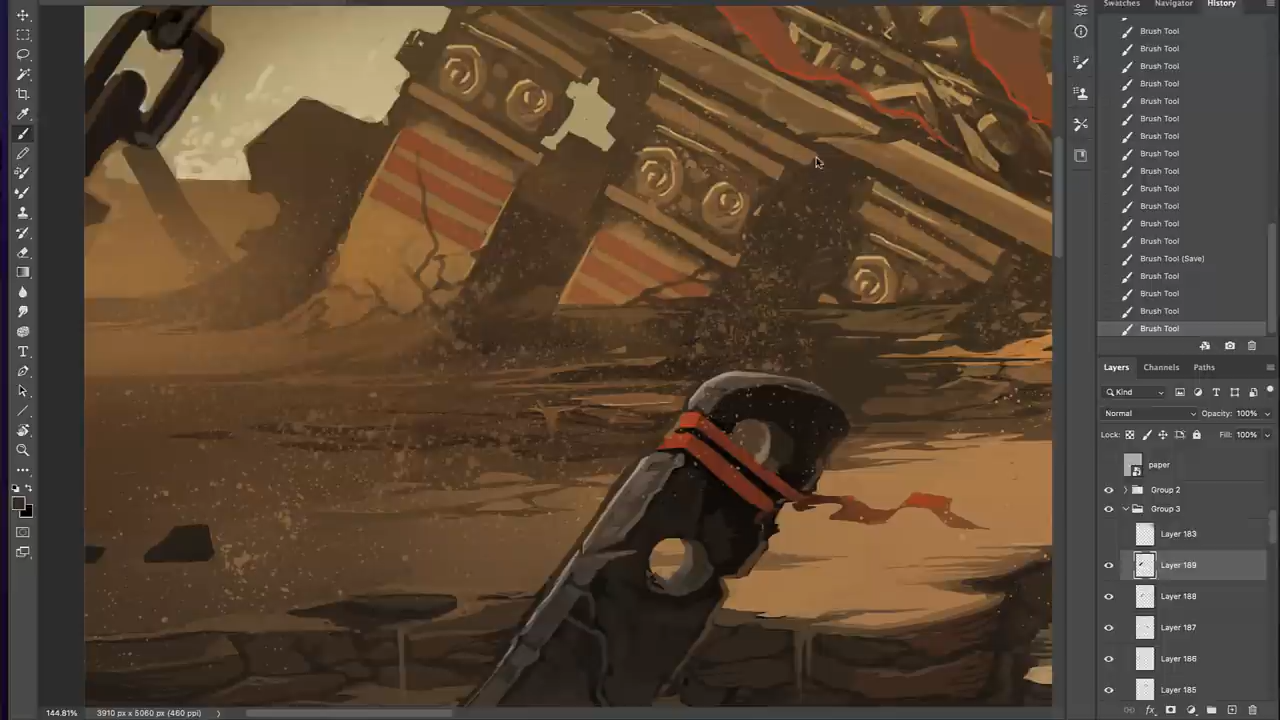 Swatches Navigator History
Brush Tool
Brush Tool
Brush Tool
Brush Tool
Brush Tool
Brush Tool
Brush Tool
Brush Tool
Brush Tool
Brush Tool
Brush Tool
Brush Tool
Brush Tool
Brush Tool (Save)
Brush Tool
Brush Tool
Brush Tool
Brush Tool
Layers Channels Paths
Kind
Normal Opacity: 100%
Lock: Fill: 100%
paper
Group 2
Group 3
Layer 183
Layer 189
Layer 188
Layer 187
Layer 186
Layer 185
144.81% 3910 px x 5060 px (460 ppi)